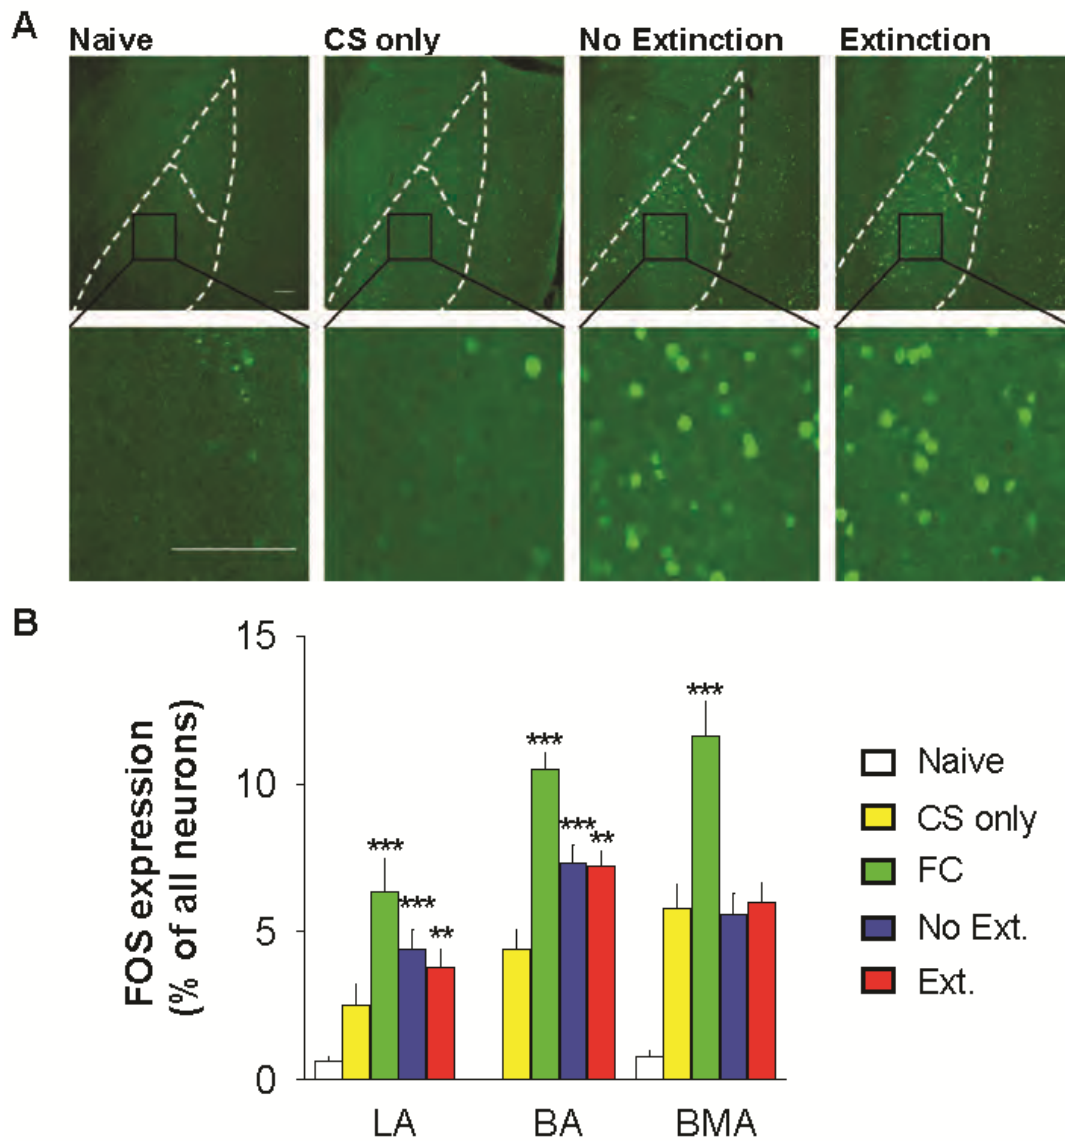 A
Naive
CS only
No Extinction
Extinction
B
FOS expression
(% of all neurons)
15
10
5
0
***
***
**
***
***
**
***
LA
BA
BMA
Naive
CS only
FC
No Ext.
Ext.